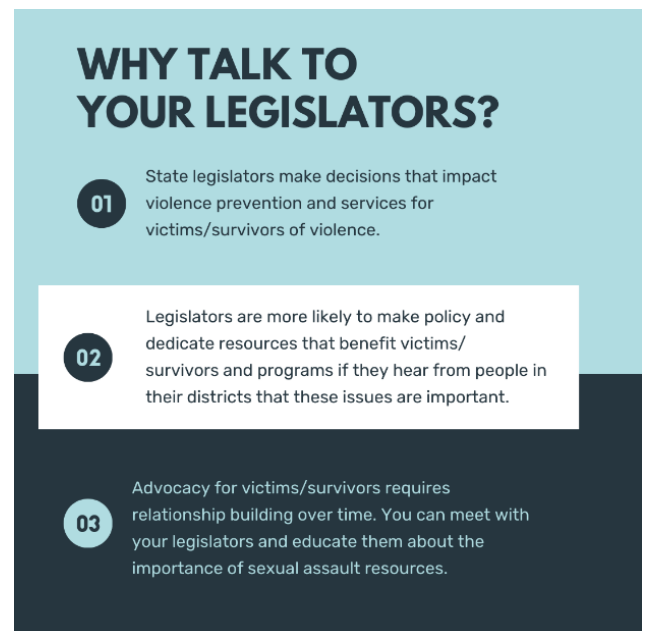 WHY TALK TO
YOUR LEGISLATORS?
01
State legislators make decisions that impact
violence prevention and services for
victims/survivors of violence.
02
Legislators are more likely to make policy and
dedicate resources that benefit victims/
survivors and programs if they hear from people in
their districts that these issues are important.
03
Advocacy for victims/survivors requires
relationship building over time. You can meet with
your legislators and educate them about the
importance of sexual assault resources.